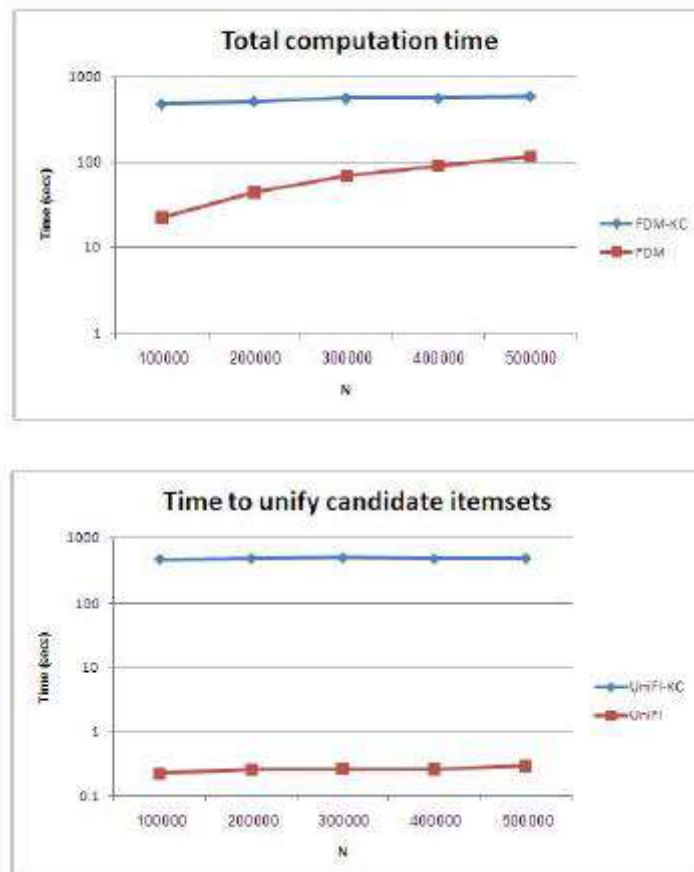 Total computation time
1000
100
10
1
Time (secs)
100000 200000 300000 400000 500000
N
FDM-KC
FDM
Time to unify candidate itemsets
1000
100
10
1
0.1
Time (secs)
100000 200000 300000 400000 500000
N
UniFI-KC
UniFI